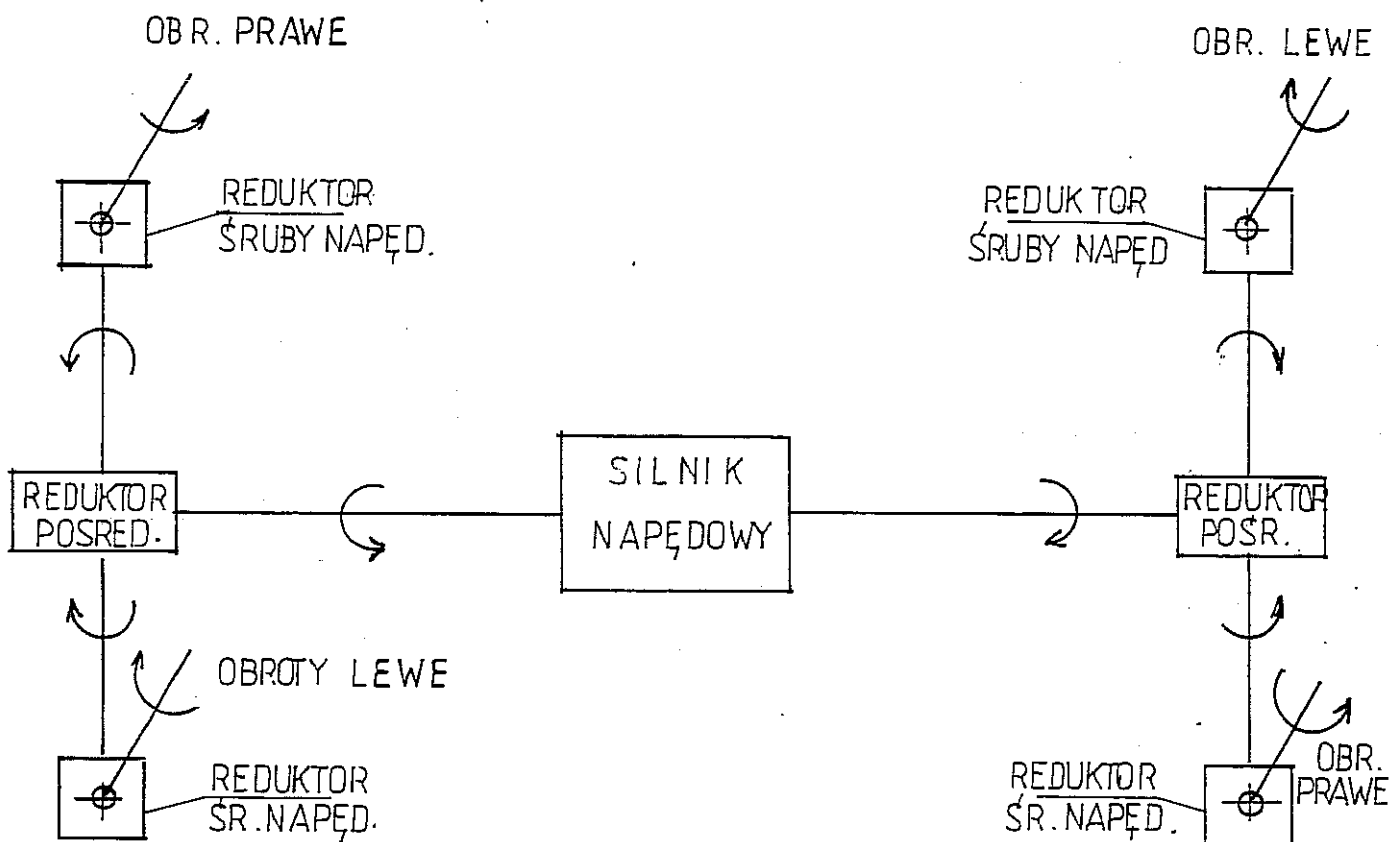 OBR. PRAWE
OBR. LEWE
REDUKTOR
ŚRUBY NAPĘD.
REDUKTOR
ŚRUBY NAPĘD
REDUKTOR
POSRED.
SILNIK
NAPĘDOWY
REDUKTOR
POŚR.
OBROTY LEWE
REDUKTOR
ŚR.NAPĘD.
REDUKTOR
ŚR.NAPĘD.
OBR.
PRAWE